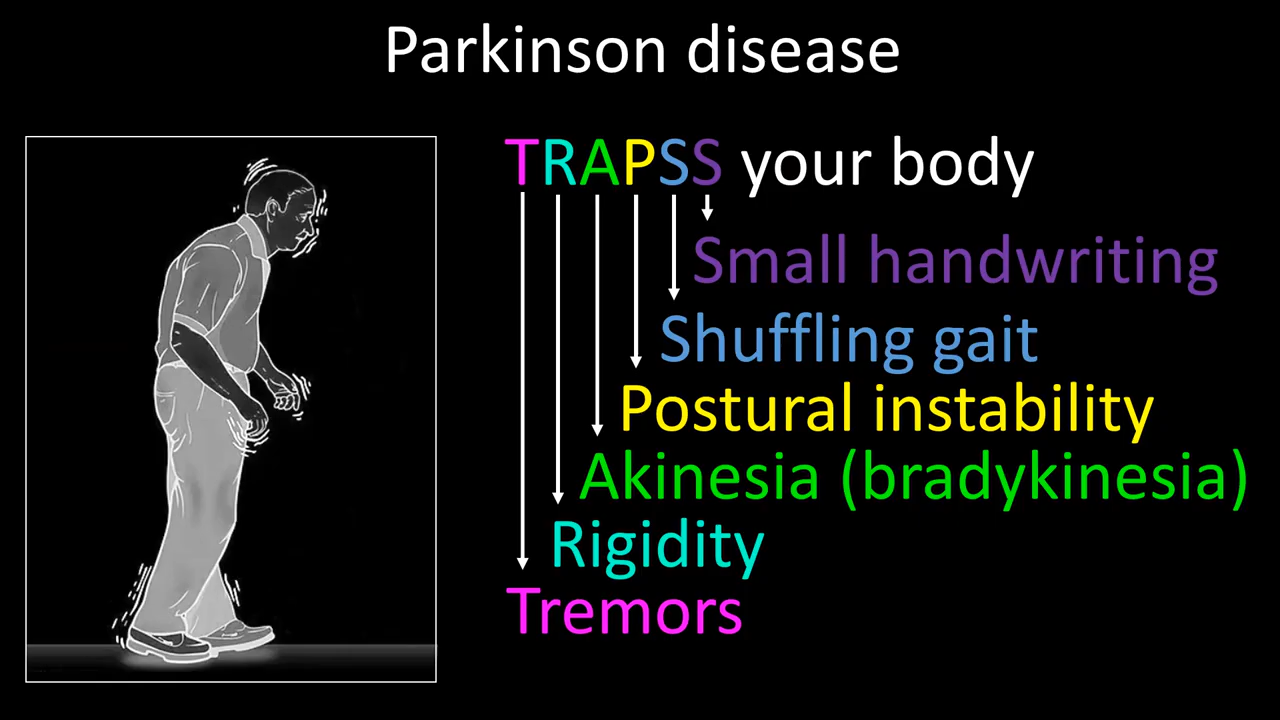 Parkinson disease
TRAPSS your body
Small handwriting
Shuffling gait
Postural instability
Akinesia (bradykinesia)
Rigidity
Tremors